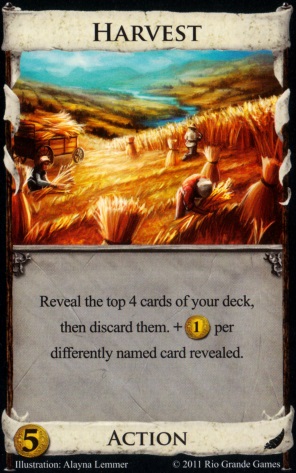 HARVEST
Reveal the top 4 cards of your deck,
then discard them. + 1 per
differently named card revealed.
5 ACTION
Illustration: Alayna Lemmer © 2011 Rio Grande Games